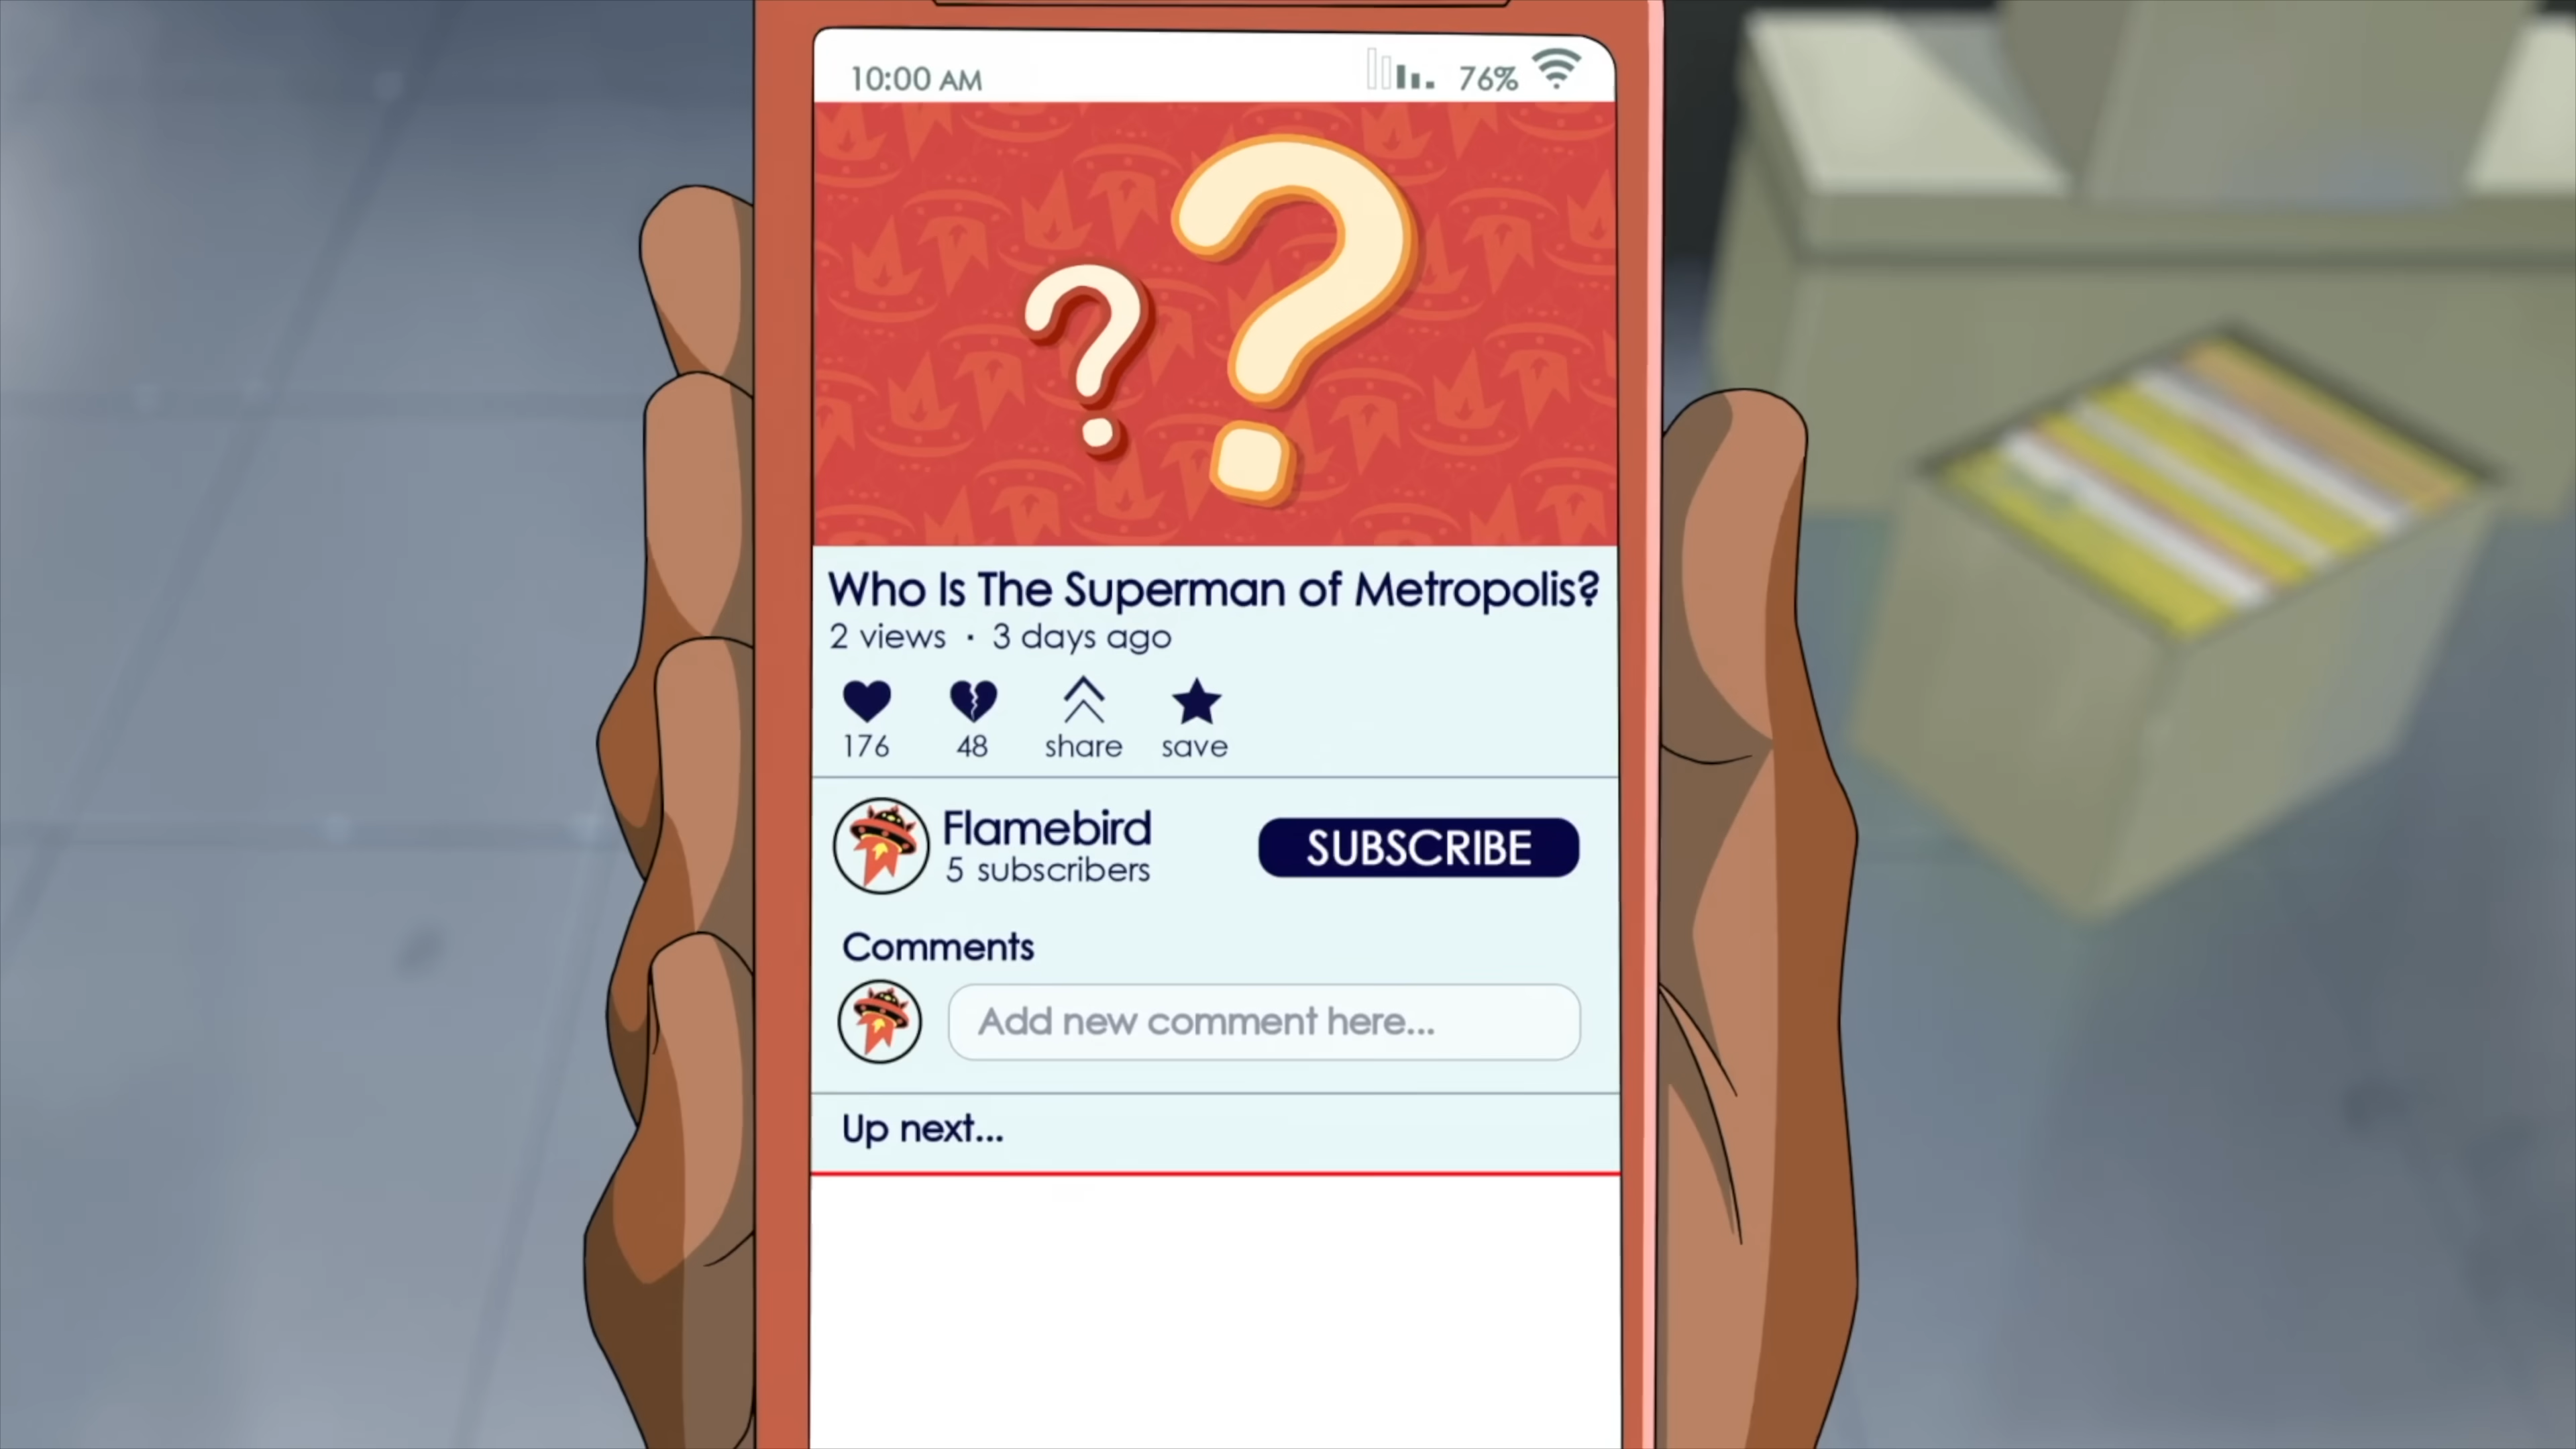 10:00 AM 76%
??
Who Is The Superman of Metropolis?
2 views · 3 days ago
176 48 share save
Flamebird
5 subscribers
SUBSCRIBE
Comments
Add new comment here...
Up next...